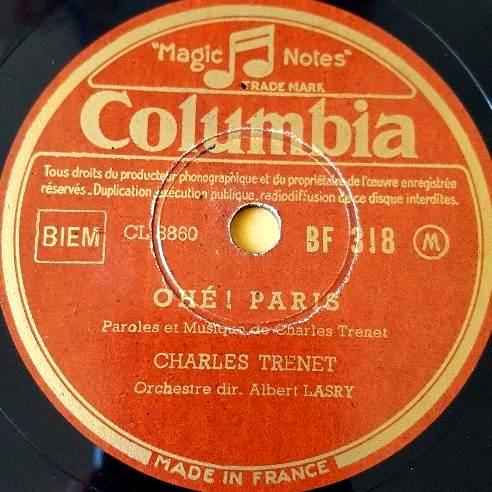 "Magic Notes"
TRADE MARK
Columbia
Tous droits du producteur phonographique et du propriétaire de l'œuvre enregistrée
réservés_Duplication,exécution publique,radiodiffusion de ce disque interdites.
BIEM CL 8860 BF 318 M
OHÉ! PARIS
Paroles et Musique de Charles Trenet
CHARLES TRENET
Orchestre dir. Albert LASRY
MADE IN FRANCE